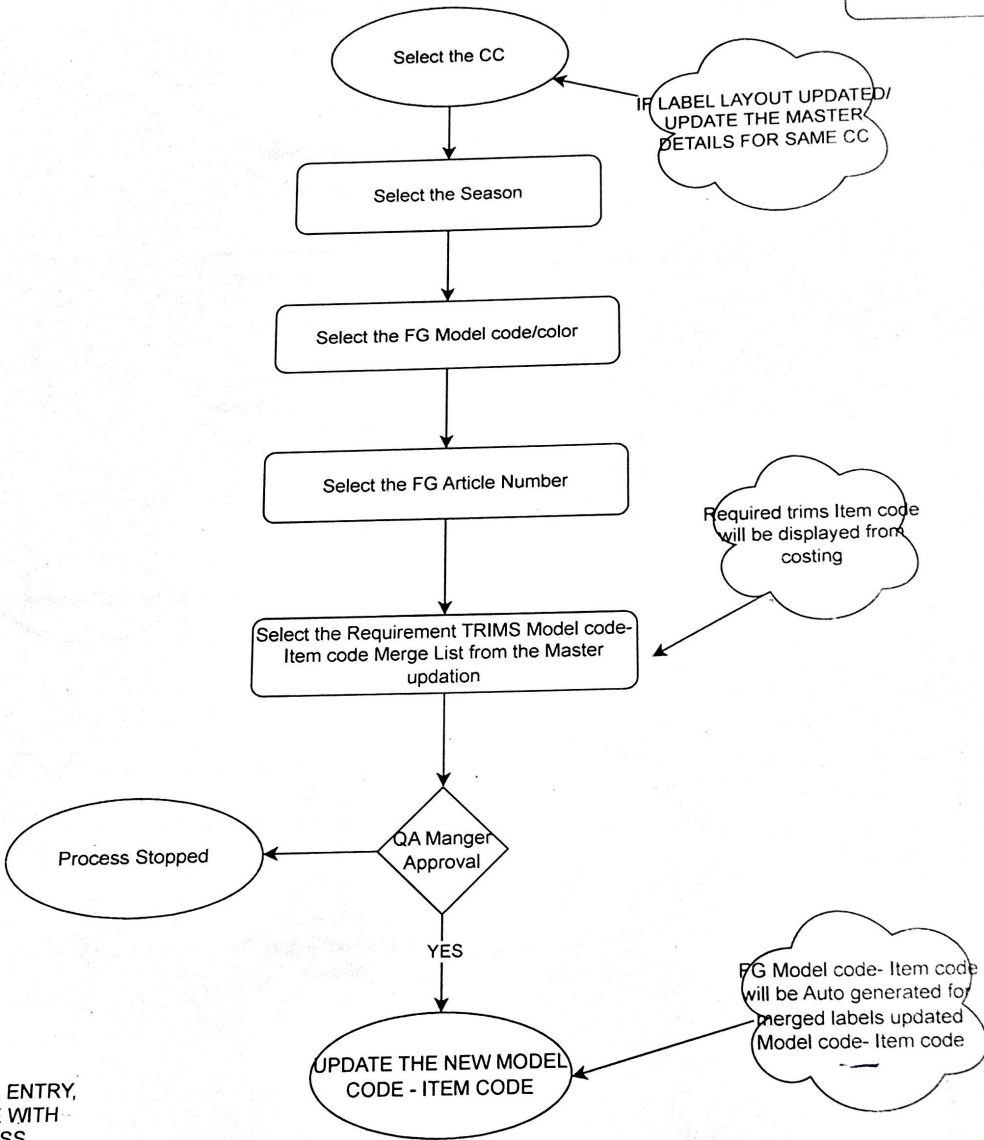 Select the CC
IF LABEL LAYOUT UPDATED/
UPDATE THE MASTER
DETAILS FOR SAME CC
Select the Season
Select the FG Model code/color
Select the FG Article Number
Required trims Item code
will be displayed from
costing
Select the Requirement TRIMS Model code-
Item code Merge List from the Master
updation
QA Manger
Approval
Process Stopped
YES
FG Model code- Item code
will be Auto generated for
merged labels updated
Model code- Item code
UPDATE THE NEW MODEL
CODE - ITEM CODE
ENTRY,
WITH